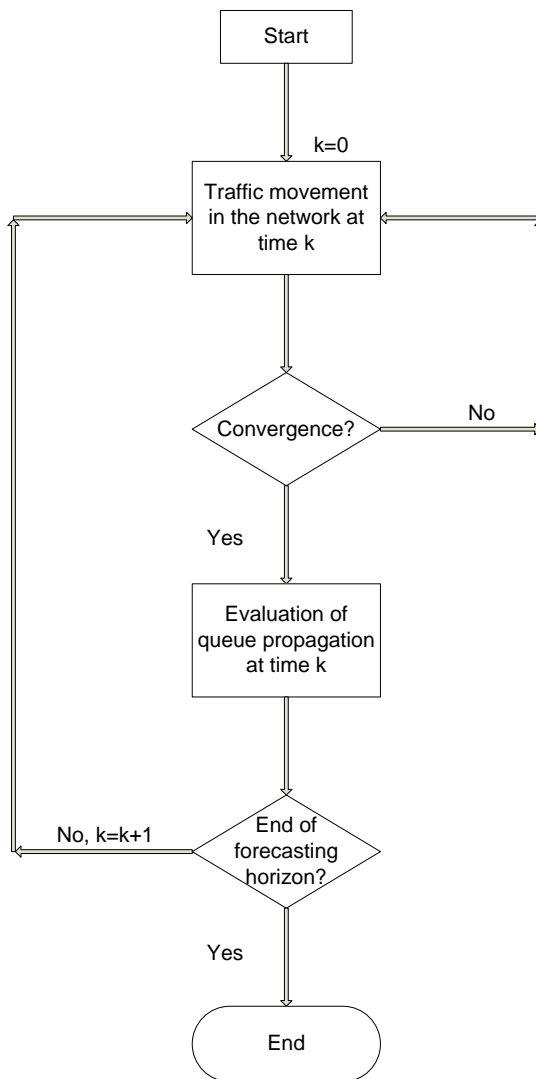 Start
k=0
Traffic movement
in the network at
time k
Convergence?
No
Yes
Evaluation of
queue propagation
at time k
No, k=k+1
End of
forecasting
horizon?
Yes
End